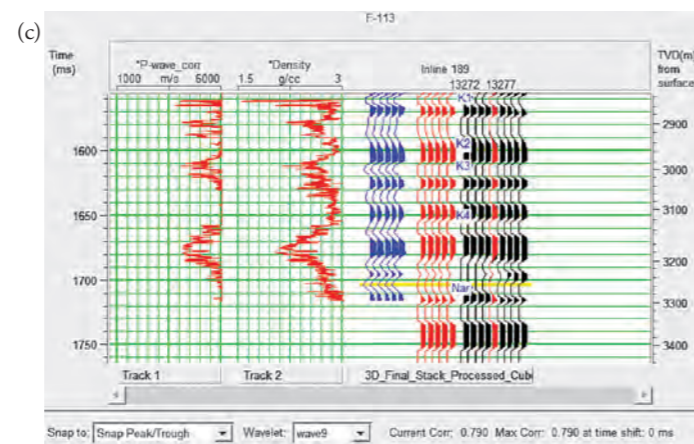 F-113
(c)
Time
(ms)
*P-wave_corr
1000 m/s 6000
*Density
1.5 g/cc 3
Inline 189
13272 13277
TVD(m)
from
surface
K1
K2
K3
K4
Nar
1600
1650
1700
1750
2900
3000
3100
3200
3300
3400
Track 1
Track 2
3D_Final_Stack_Processed_Cub
Snap to: Snap Peak/Trough Wavelet: wave9 Current Corr: 0.790 Max Corr: 0.790 at time shift: 0 ms